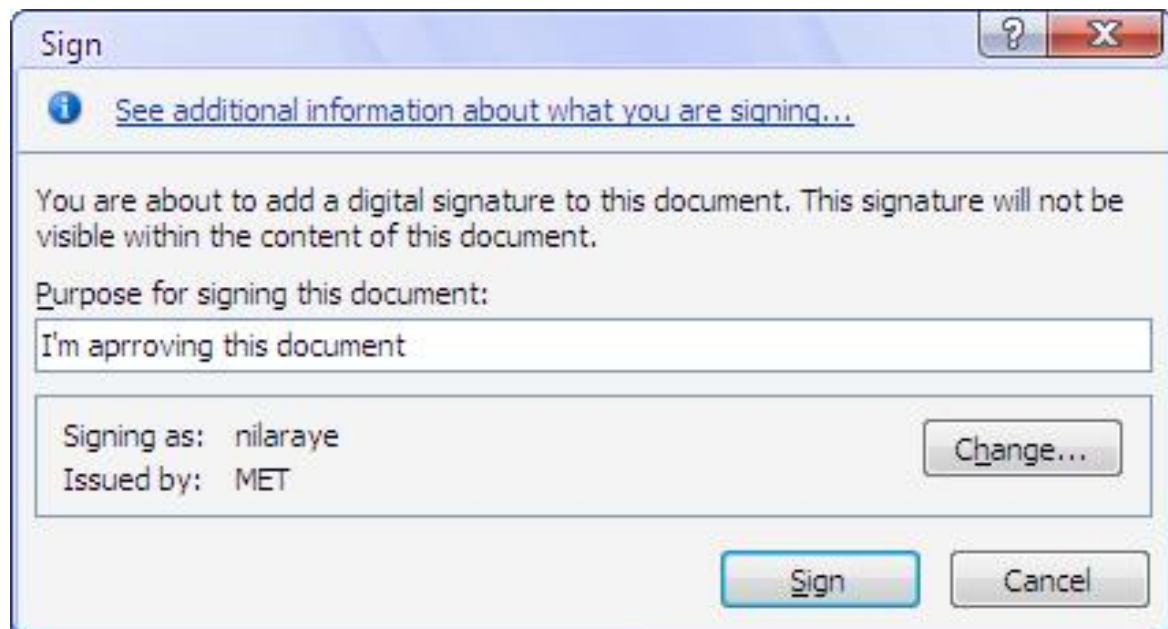 Sign
See additional information about what you are signing...
You are about to add a digital signature to this document. This signature will not be
visible within the content of this document.
Purpose for signing this document:
I'm aprroving this document
Signing as: nilaraye
Change...
Issued by: MET
Sign
Cancel